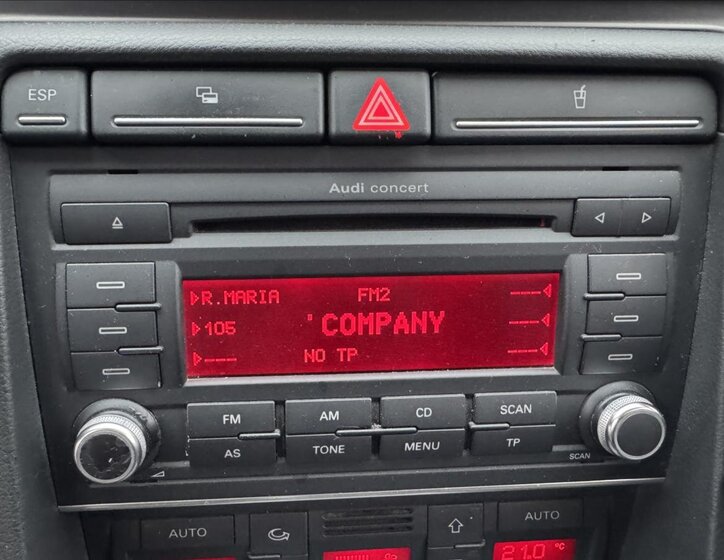 ESP
Audi concert
R.MARIA FM2 ----
105 'COMPANY ----
---- NO TP ----
FM AM CD SCAN
AS TONE MENU TP
SCAN
AUTO AUTO
21.0 °C